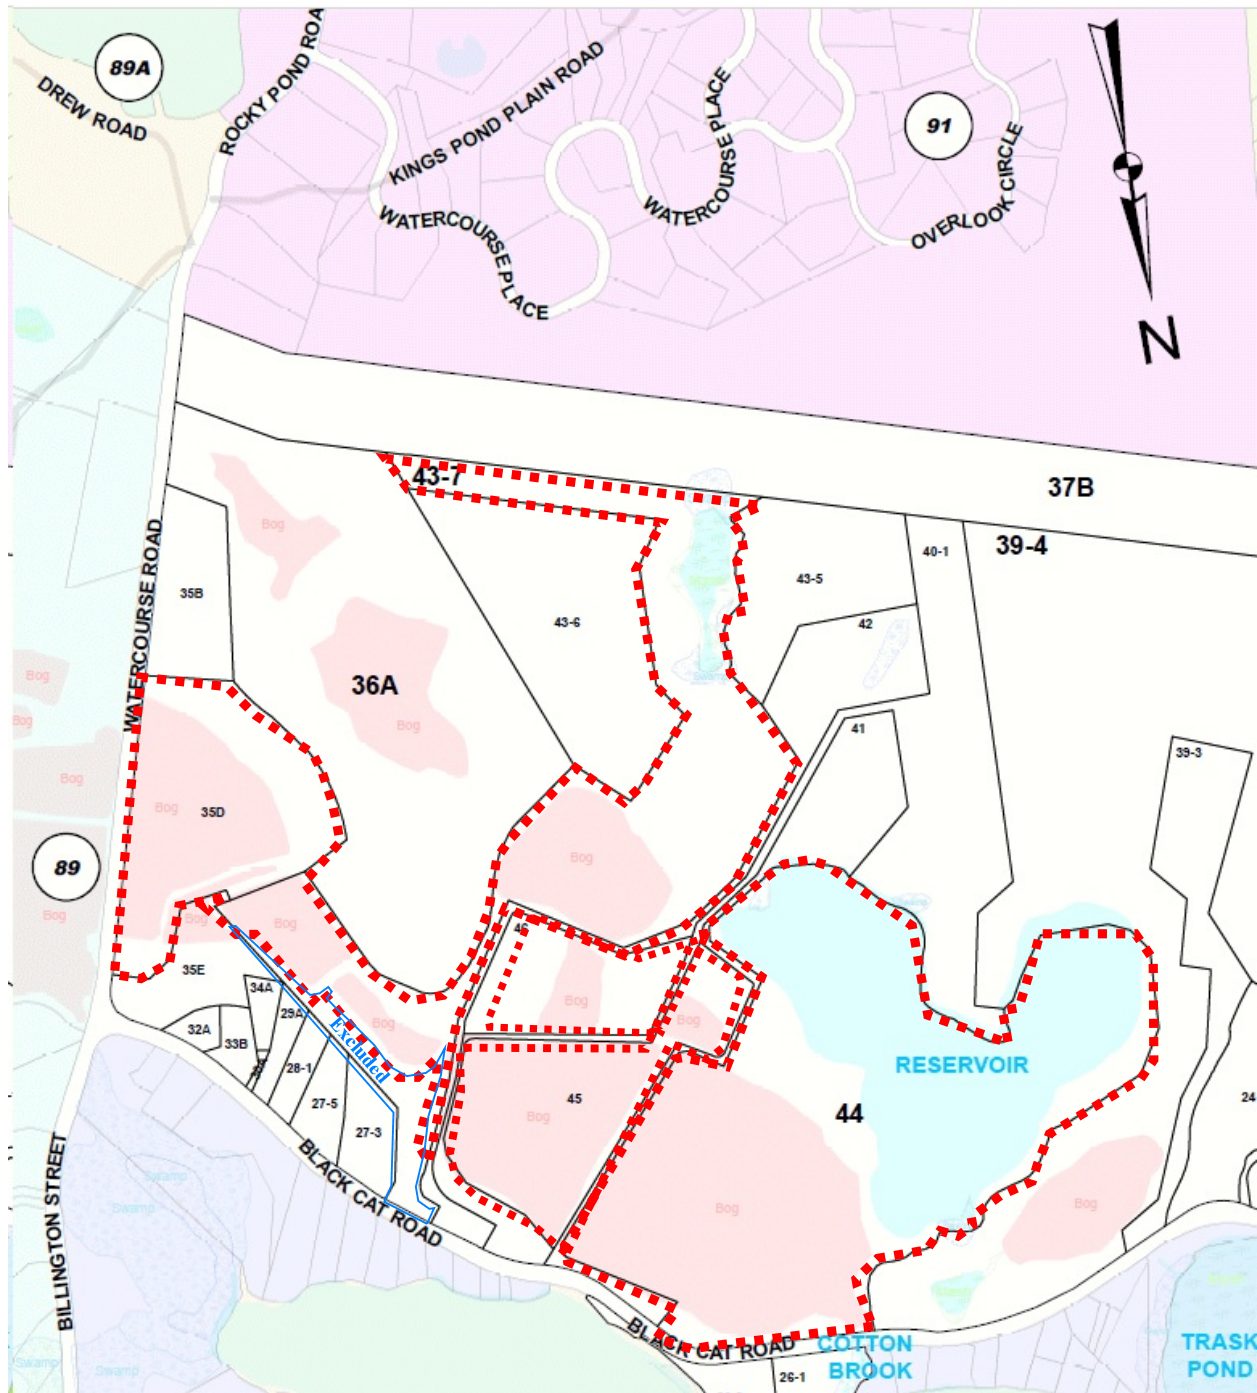 89A
DREW ROAD
ROCKY POND ROA
KINGS POND PLAIN ROAD
WATERCOURSE PLACE
WATERCOURSE PLACE
91
OVERLOOK CIRCLE
N
37B
43-7
39-4
40-1
Bog
35B
43-5
43-6
42
WATERCOURSE ROAD
Bog
36A
Swamp
Bog
Bog
41
39-3
Bog
Bog
35D
89
Bog
Bog
Bog
Bog
46
35E
34A
29A
Bog
Bog
Bog
32A
33B
Excluded
28-1
RESERVOIR
27-5
45
Bog
44
24
27-3
BLACK CAT ROAD
BILLINGTON STREET
Swamp
Swamp
Bog
Bog
BLACK CAT ROAD
COTTON
BROOK
TRASK
POND
Swamp
Swamp
26-1